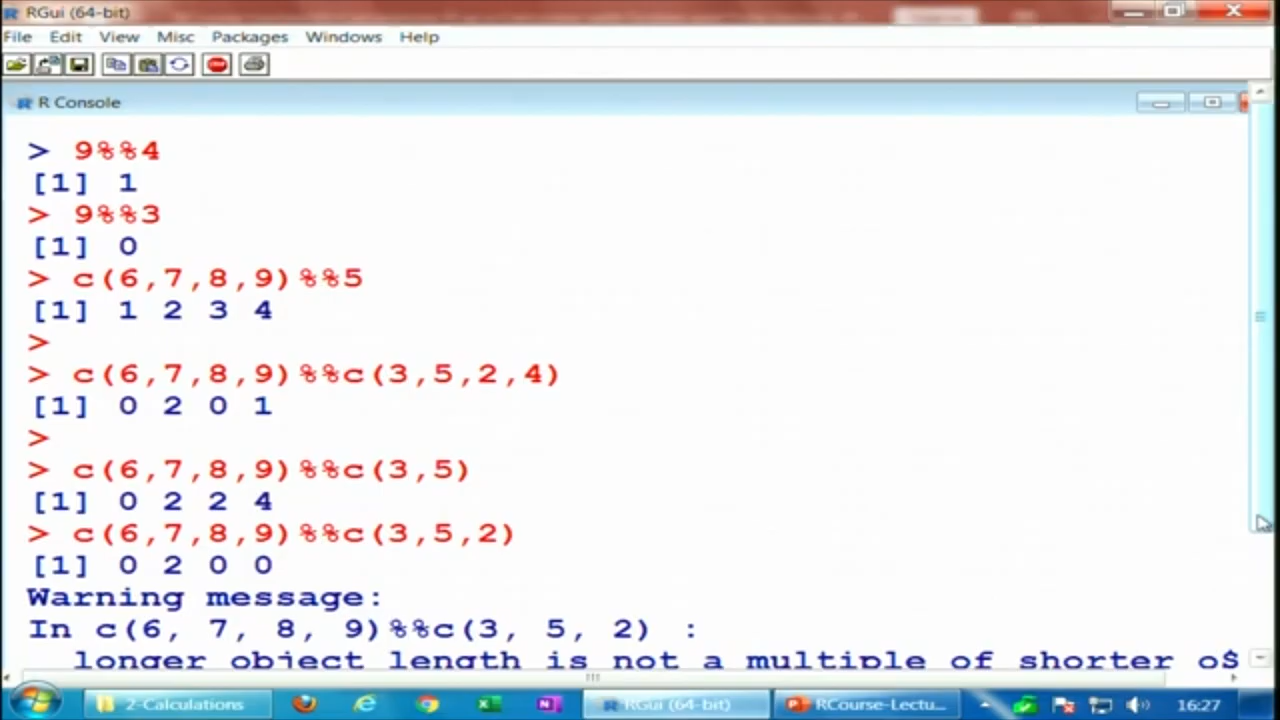 RGui (64-bit)
File Edit View Misc Packages Windows Help
STOP
R Console
> 9%%4
[1] 1
> 9%%3
[1] 0
> c(6,7,8,9)%%5
[1] 1 2 3 4
>
> c(6,7,8,9)%%c(3,5,2,4)
[1] 0 2 0 1
>
> c(6,7,8,9)%%c(3,5)
[1] 0 2 2 4
> c(6,7,8,9)%%c(3,5,2)
[1] 0 2 0 0
Warning message:
In c(6, 7, 8, 9)%%c(3, 5, 2) :
longer object length is not a multiple of shorter o$
2-Calculations RGui (64-bit) RCourse-Lectu... 16:27